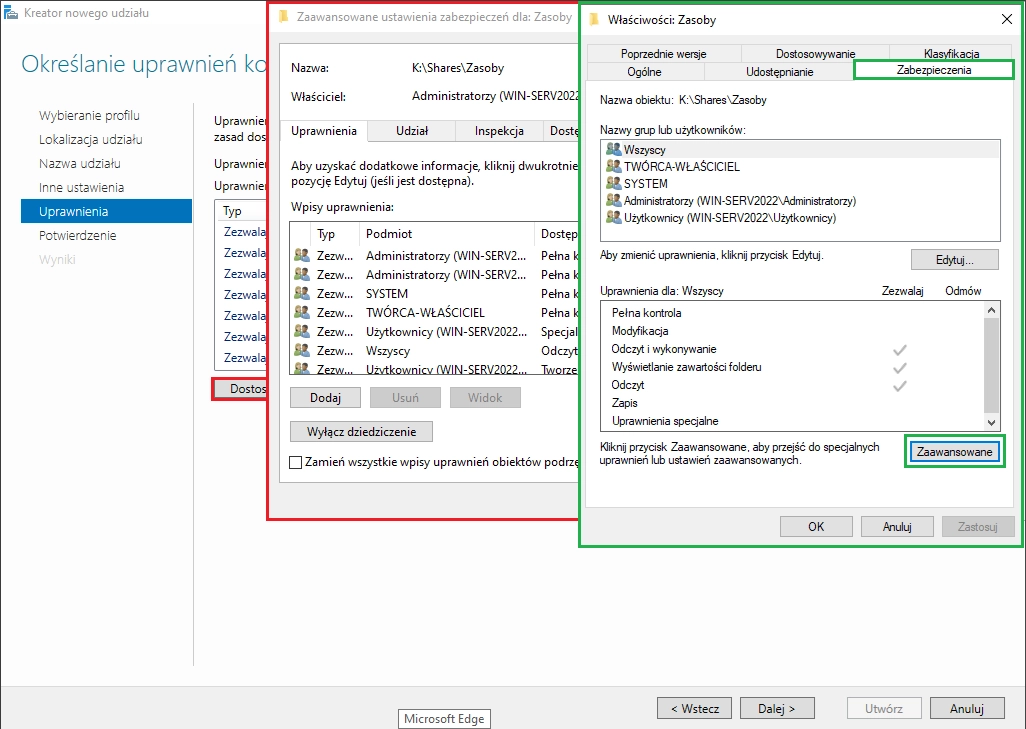 Kreator nowego udziału
Określanie uprawnień ko
Wybieranie profilu
Lokalizacja udziału
Nazwa udziału
Inne ustawienia
Uprawnienia
Potwierdzenie
Wyniki
Uprawnie
zasad dos
Uprawnie
Uprawnie
Typ
Zezwala
Zezwala
Zezwala
Zezwala
Zezwala
Zezwala
Zezwala
Dostos
Zaawansowane ustawienia zabezpieczeń dla: Zasoby
Nazwa: K:\Shares\Zasoby
Właściciel: Administratorzy (WIN-SERV2022
Uprawnienia Udział Inspekcja Dostę
Aby uzyskać dodatkowe informacje, kliknij dwukrotnie
pozycję Edytuj (jeśli jest dostępna).
Wpisy uprawnienia:
Typ Podmiot Dostęp
Zezw... Administratorzy (WIN-SERV2... Pełna k
Zezw... Administratorzy (WIN-SERV2... Pełna k
Zezw... SYSTEM Pełna k
Zezw... TWÓRCA-WŁAŚCICIEL Pełna k
Zezw... Użytkownicy (WIN-SERV2022... Specjal
Zezw... Wszyscy Odczyt
Zezw... Użytkownicy (WIN-SERV2022... Tworze
Dodaj Usuń Widok
Wyłącz dziedziczenie
Zamień wszystkie wpisy uprawnień obiektów podrzę
Właściwości: Zasoby
Poprzednie wersje Dostosowywanie Klasyfikacja
Ogólne Udostępnianie Zabezpieczenia
Nazwa obiektu: K:\Shares\Zasoby
Nazwy grup lub użytkowników:
Wszyscy
TWÓRCA-WŁAŚCICIEL
SYSTEM
Administratorzy (WIN-SERV2022\Administratorzy)
Użytkownicy (WIN-SERV2022\Użytkownicy)
Aby zmienić uprawnienia, kliknij przycisk Edytuj.
Edytuj...
Uprawnienia dla: Wszyscy Zezwalaj Odmów
Pełna kontrola
Modyfikacja
Odczyt i wykonywanie
Wyświetlanie zawartości folderu
Odczyt
Zapis
Uprawnienia specjalne
Kliknij przycisk Zaawansowane, aby przejść do specjalnych
uprawnień lub ustawień zaawansowanych.
Zaawansowane
OK Anuluj Zastosuj
< Wstecz Dalej > Utwórz Anuluj
Microsoft Edge